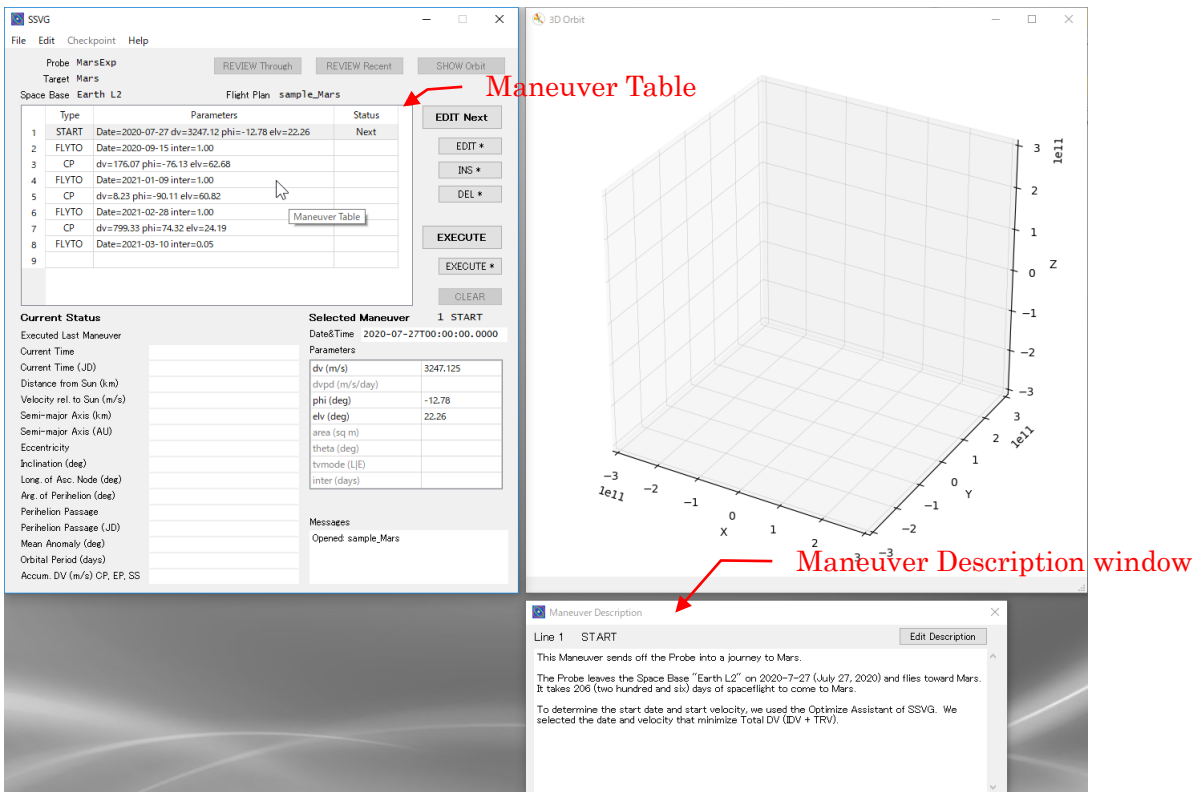 SSVG
File Edit Checkpoint Help
Probe MarsExp
REVIEW Through
REVIEW Recent
SHOW Orbit
Target Mars
Space Base Earth L2
Flight Plan sample_Mars
Maneuver Table
Type Parameters Status
1 START Date=2020-07-27 dv=3247.12 phi=-12.78 elv=22.26 Next
2 FLYTO Date=2020-09-15 inter=1.00
3 CP dv=176.07 phi=-76.13 elv=62.68
4 FLYTO Date=2021-01-09 inter=1.00
5 CP dv=8.23 phi=-90.11 elv=60.82
6 FLYTO Date=2021-02-28 inter=1.00
7 CP dv=799.33 phi=74.32 elv=24.19
8 FLYTO Date=2021-03-10 inter=0.05
9
Maneuver Table
EDIT Next
EDIT *
INS *
DEL *
EXECUTE
EXECUTE *
CLEAR
Current Status
Executed Last Maneuver
Current Time
Current Time (JD)
Distance from Sun (km)
Velocity rel. to Sun (m/s)
Semi-major Axis (km)
Semi-major Axis (AU)
Eccentricity
Inclination (deg)
Long. of Asc. Node (deg)
Arg. of Perihelion (deg)
Perihelion Passage
Perihelion Passage (JD)
Mean Anomaly (deg)
Orbital Period (days)
Accum. DV (m/s) CP, EP, SS
Selected Maneuver 1 START
Date&Time 2020-07-27T00:00:00.0000
Parameters
dv (m/s) 3247.125
dvpd (m/s/day)
phi (deg) -12.78
elv (deg) 22.26
area (sq m)
theta (deg)
tvmode (L|E)
inter (days)
Messages
Opened: sample_Mars
3D Orbit
3
1e11
2
1
0
Z
−1
−2
−3
3
1e11
2
1
0
Y
−1
−2
−3
−3
1e11
−2
−1
0
X
1
2
3
Maneuver Description window
Maneuver Description
Line 1 START
Edit Description
This Maneuver sends off the Probe into a journey to Mars.
The Probe leaves the Space Base "Earth L2" on 2020-7-27 (July 27, 2020) and flies toward Mars.
It takes 206 (two hundred and six) days of spaceflight to come to Mars.
To determine the start date and start velocity, we used the Optimize Assistant of SSVG. We
selected the date and velocity that minimize Total DV (IDV + TRV).